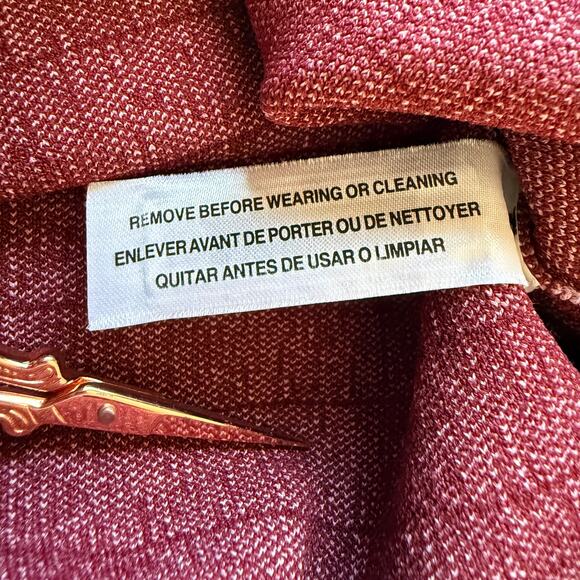 REMOVE BEFORE WEARING OR CLEANING
ENLEVER AVANT DE PORTER OU DE NETTOYER
QUITAR ANTES DE USAR O LIMPIAR